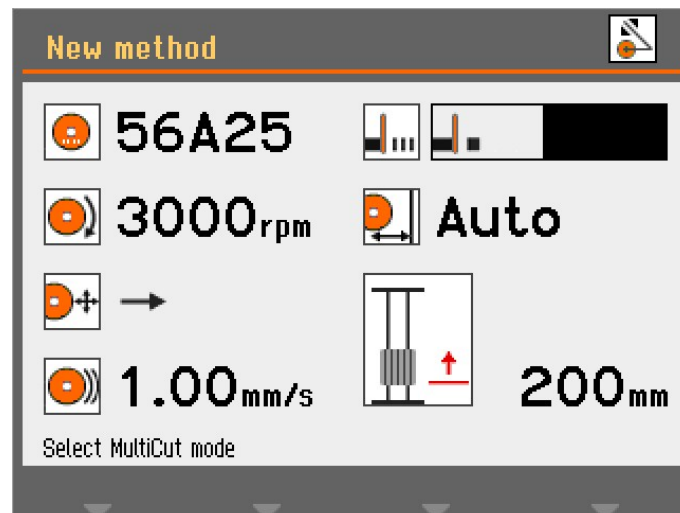 New method
56A25
3000rpm
Auto
→
1.00mm/s
200mm
Select MultiCut mode